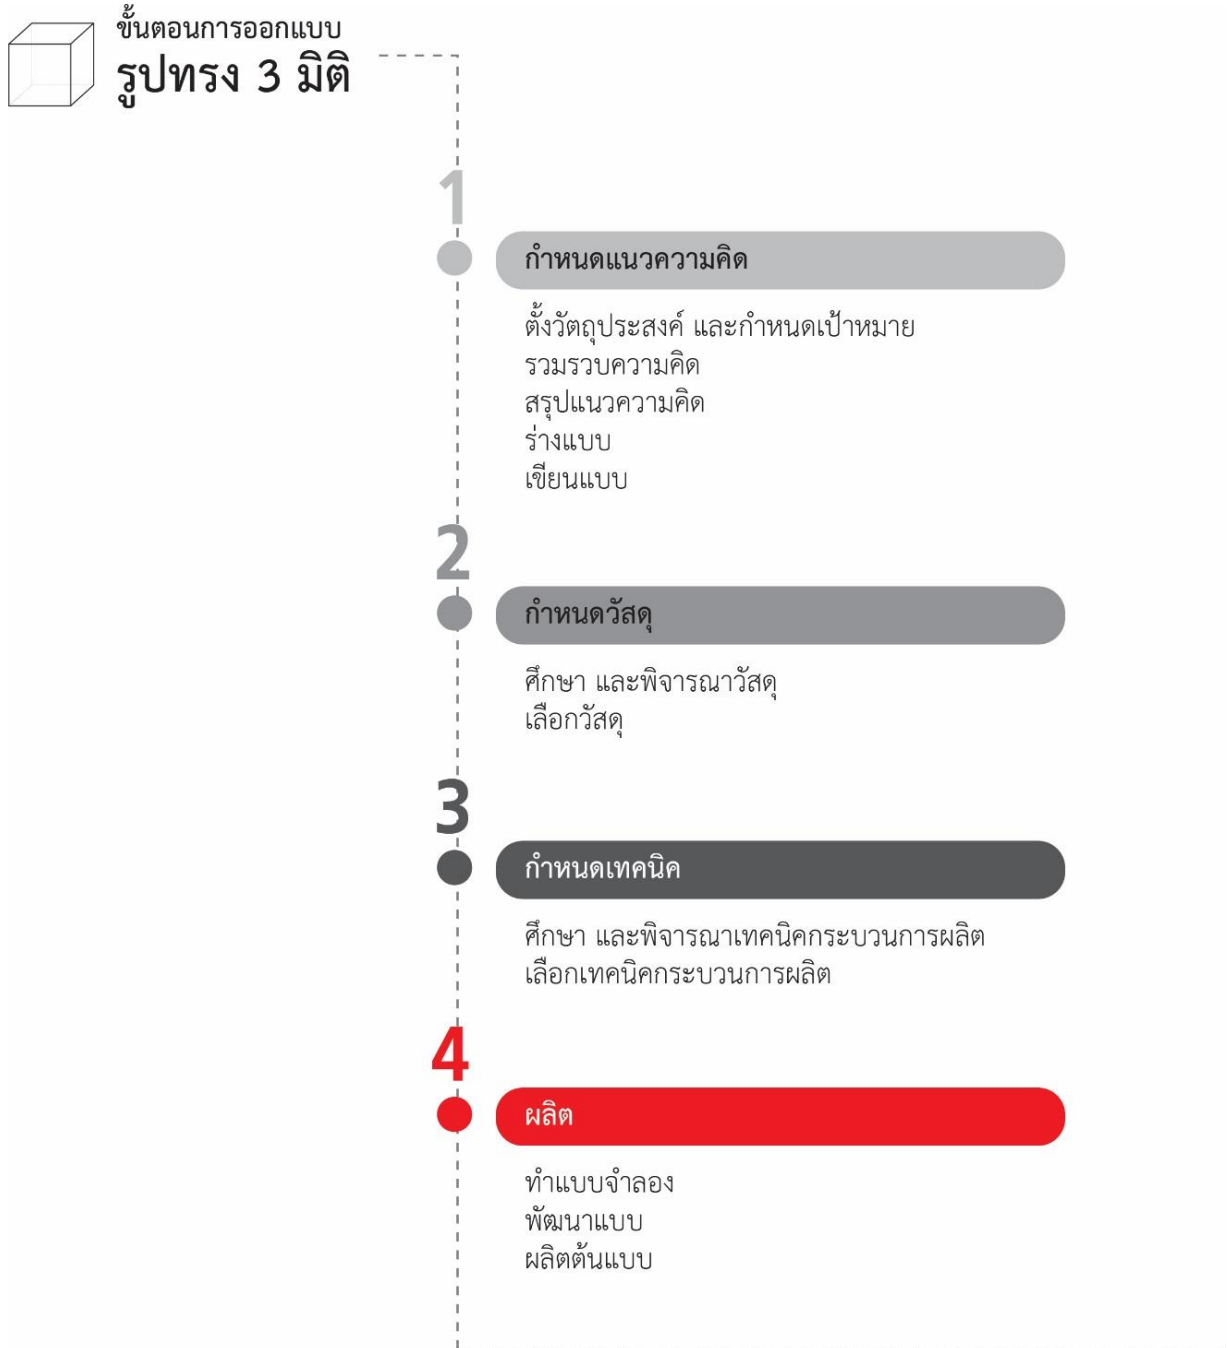 ขั้นตอนการออกแบบ
รูปทรง 3 มิติ
1
กำหนดแนวความคิด
ตั้งวัตถุประสงค์ และกำหนดเป้าหมาย
รวมรวบความคิด
สรุปแนวความคิด
ร่างแบบ
เขียนแบบ
2
กำหนดวัสดุ
ศึกษา และพิจารณาวัสดุ
เลือกวัสดุ
3
กำหนดเทคนิค
ศึกษา และพิจารณาเทคนิคกระบวนการผลิต
เลือกเทคนิคกระบวนการผลิต
4
ผลิต
ทำแบบจำลอง
พัฒนาแบบ
ผลิตต้นแบบ